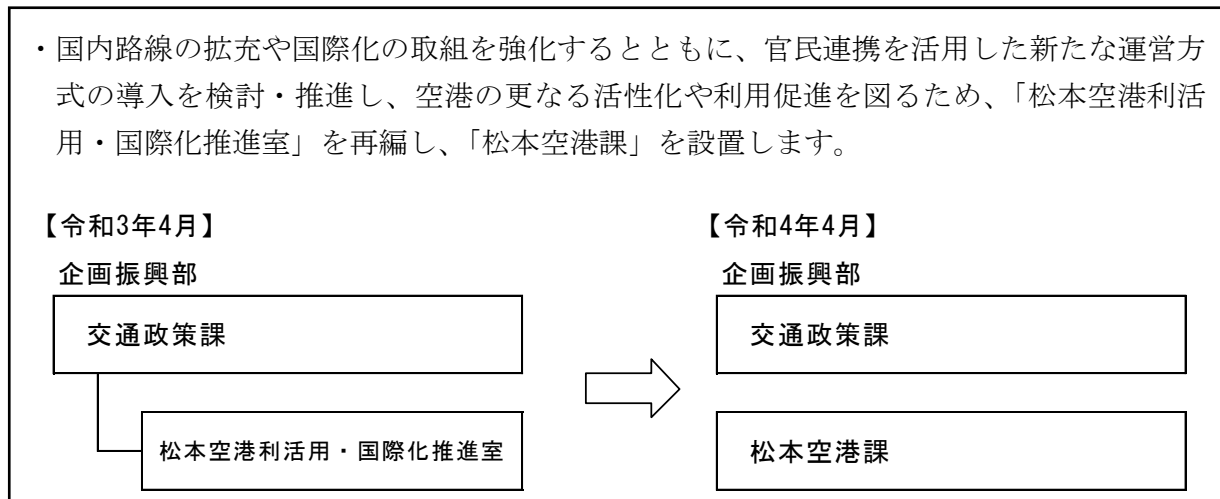 ・国内路線の拡充や国際化の取組を強化するとともに、官民連携を活用した新たな運営方
式の導入を検討・推進し、空港の更なる活性化や利用促進を図るため、「松本空港利活
用・国際化推進室」を再編し、「松本空港課」を設置します。
【令和3年4月】
企画振興部
交通政策課
松本空港利活用・国際化推進室
【令和4年4月】
企画振興部
交通政策課
松本空港課